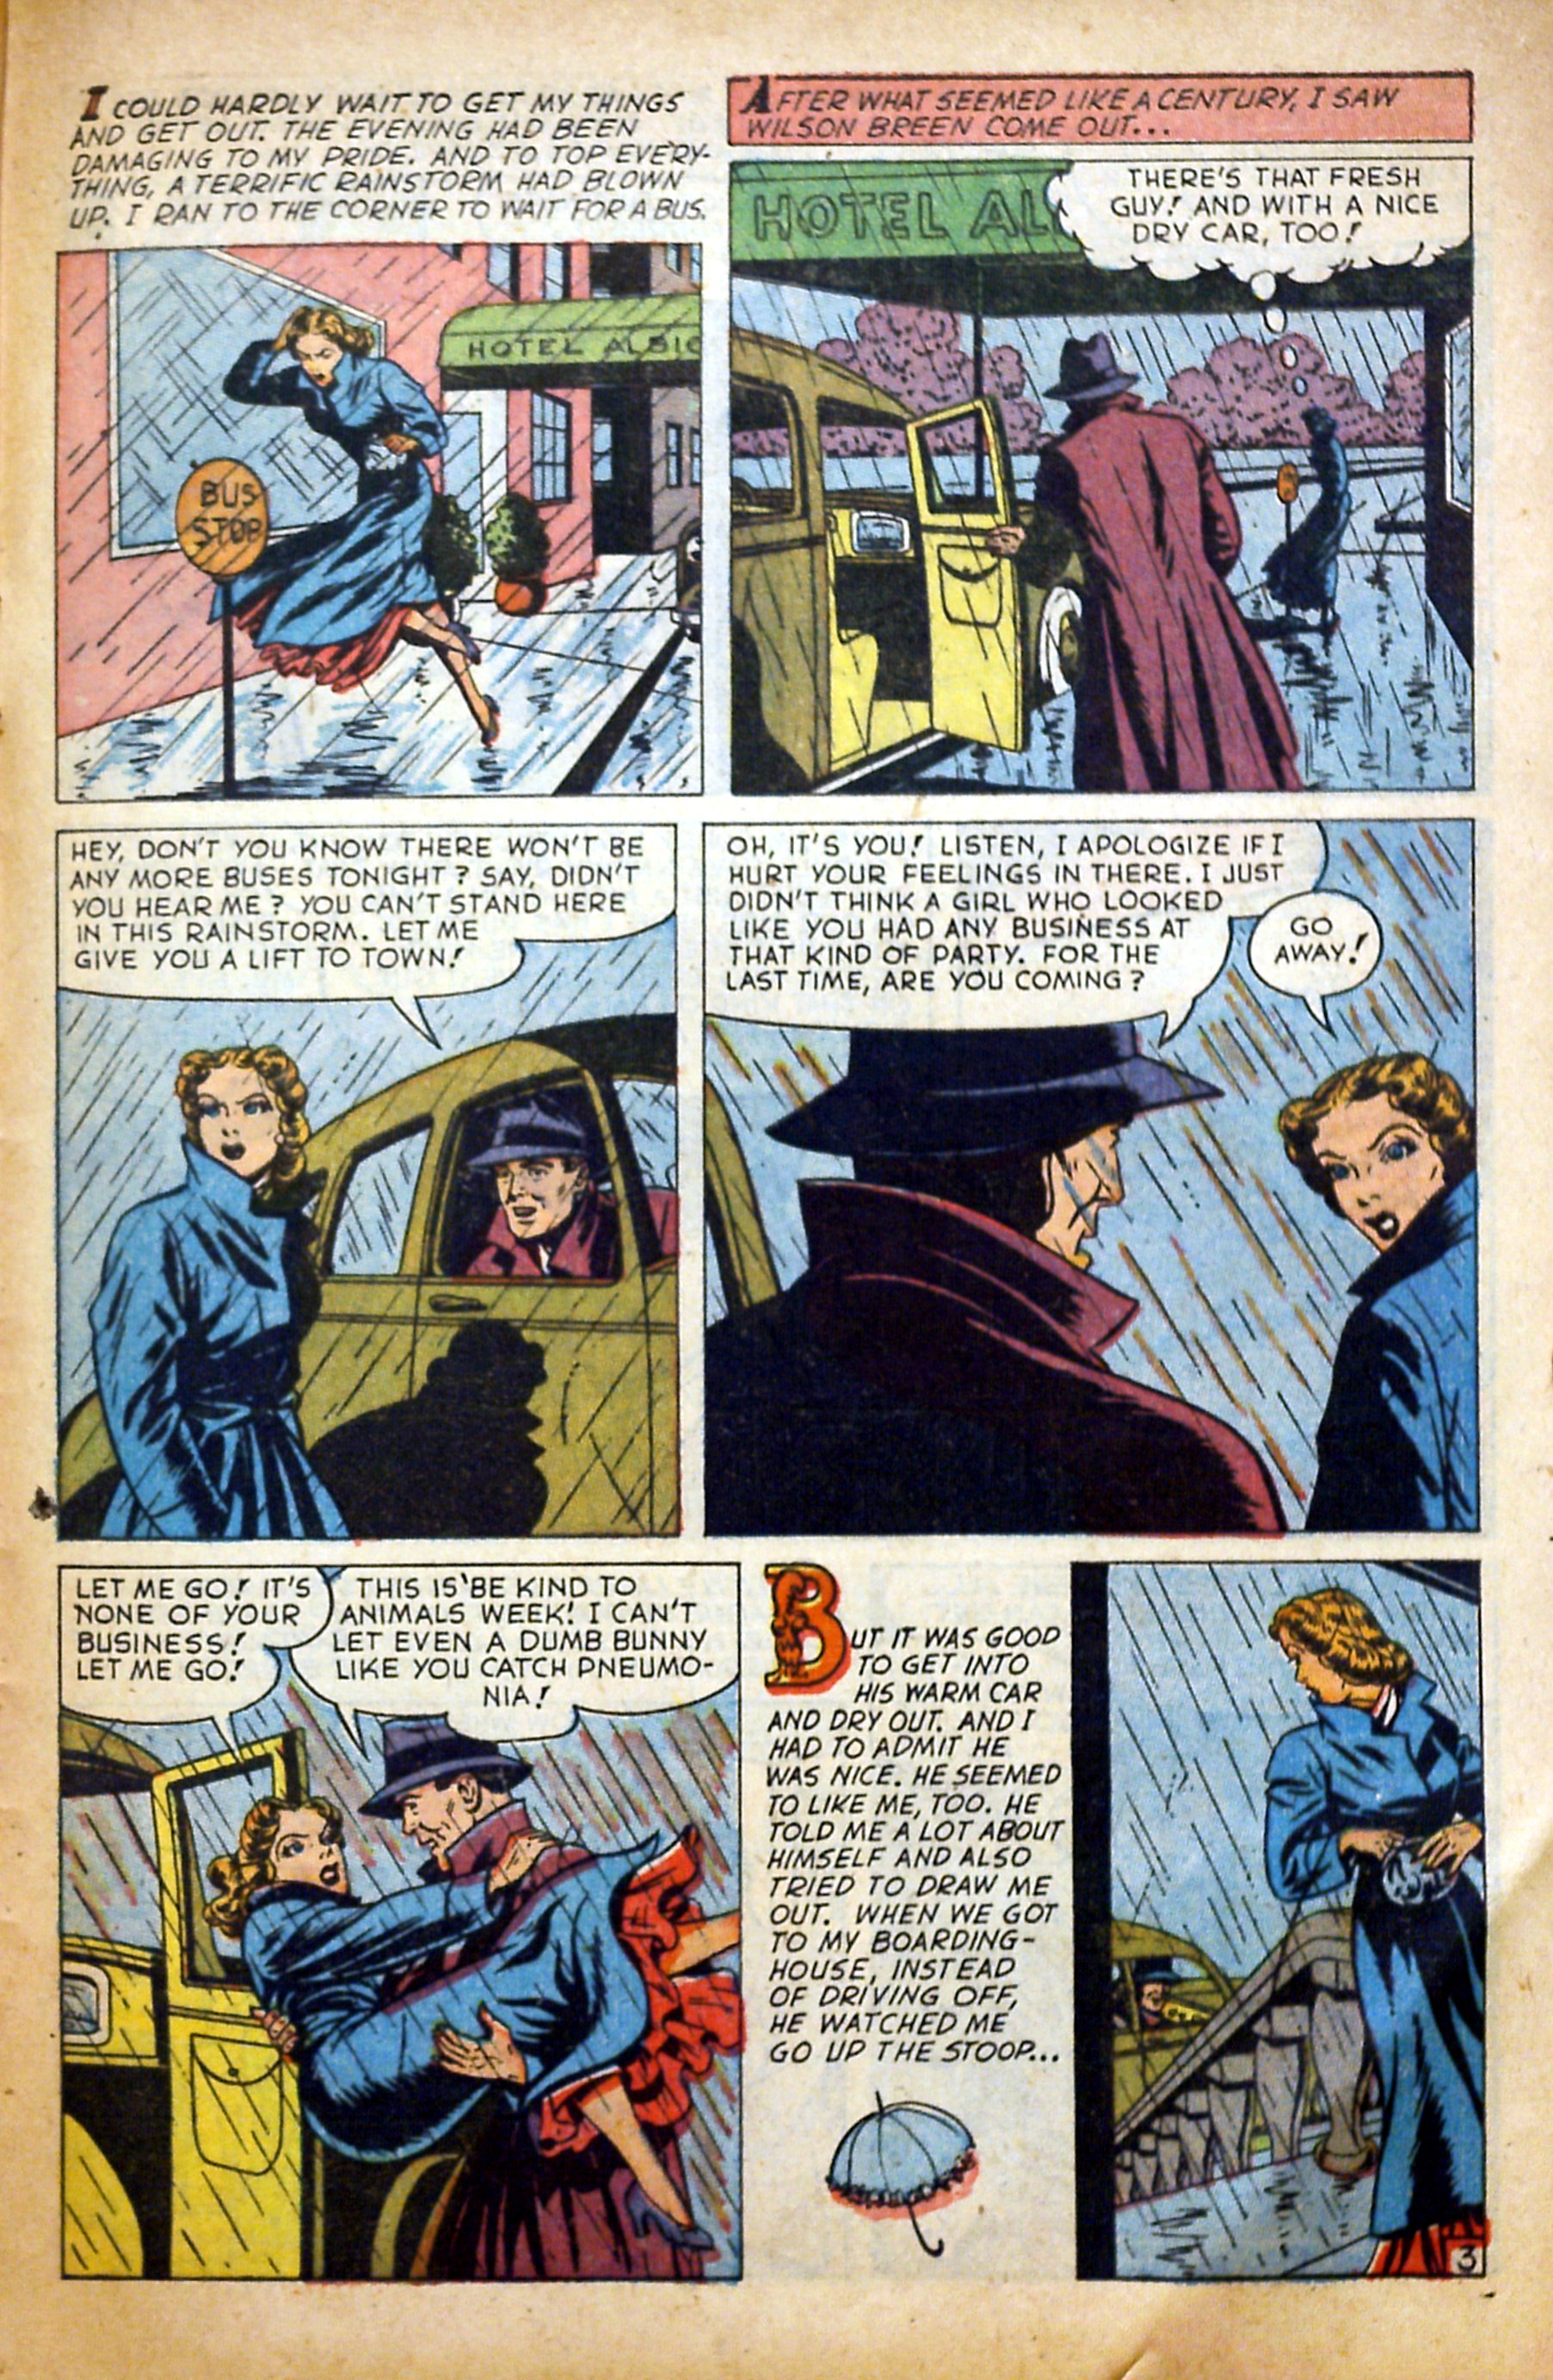 I COULD HARDLY WAIT TO GET MY THINGS
AND GET OUT. THE EVENING HAD BEEN
DAMAGING TO MY PRIDE. AND TO TOP EVERY-
THING, A TERRIFIC RAINSTORM HAD BLOWN
UP. I RAN TO THE CORNER TO WAIT FOR A BUS.
HOTEL ALBIO
BUS
STOP
AFTER WHAT SEEMED LIKE A CENTURY, I SAW
WILSON BREEN COME OUT...
HOTEL AL
THERE'S THAT FRESH
GUY! AND WITH A NICE
DRY CAR, TOO!
HEY, DON'T YOU KNOW THERE WON'T BE
ANY MORE BUSES TONIGHT? SAY, DIDN'T
YOU HEAR ME? YOU CAN'T STAND HERE
IN THIS RAINSTORM. LET ME
GIVE YOU A LIFT TO TOWN!
OH, IT'S YOU! LISTEN, I APOLOGIZE IF I
HURT YOUR FEELINGS IN THERE. I JUST
DIDN'T THINK A GIRL WHO LOOKED
LIKE YOU HAD ANY BUSINESS AT
THAT KIND OF PARTY. FOR THE
LAST TIME, ARE YOU COMING?
GO
AWAY!
LET ME GO! IT'S
NONE OF YOUR
BUSINESS!
LET ME GO!
THIS IS 'BE KIND TO
ANIMALS WEEK! I CAN'T
LET EVEN A DUMB BUNNY
LIKE YOU CATCH PNEUMO-
NIA!
BUT IT WAS GOOD
TO GET INTO
HIS WARM CAR
AND DRY OUT. AND I
HAD TO ADMIT HE
WAS NICE. HE SEEMED
TO LIKE ME, TOO. HE
TOLD ME A LOT ABOUT
HIMSELF AND ALSO
TRIED TO DRAW ME
OUT. WHEN WE GOT
TO MY BOARDING-
HOUSE, INSTEAD
OF DRIVING OFF,
HE WATCHED ME
GO UP THE STOOP...
3